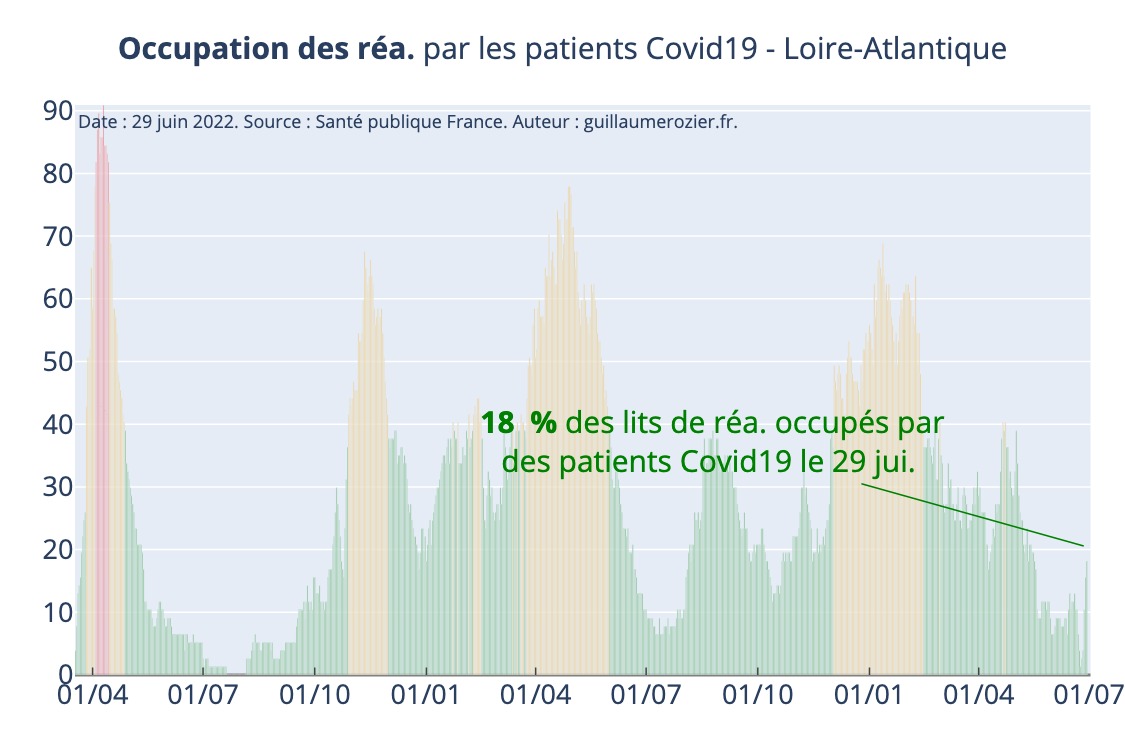 Occupation des réa. par les patients Covid19 - Loire-Atlantique
90
Date : 29 juin 2022. Source : Santé publique France. Auteur : guillaumerozier.fr.
80
70
60
50
40
18 % des lits de réa. occupés par
des patients Covid19 le 29 jui.
30
20
10
0
01/04 01/07 01/10 01/01 01/04 01/07 01/10 01/01 01/04 01/07